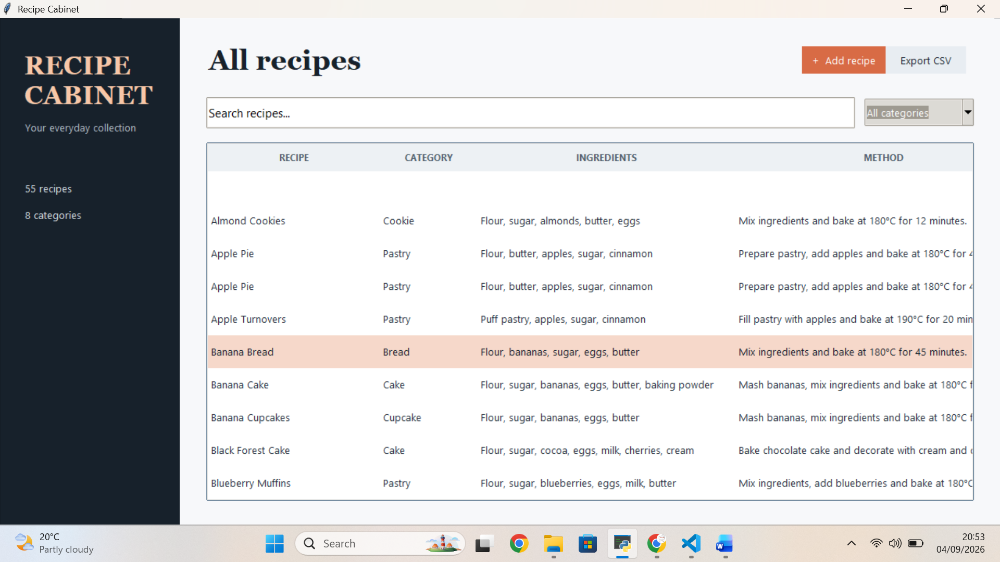 Recipe Cabinet
RECIPE
CABINET
Your everyday collection
55 recipes
8 categories
All recipes
+ Add recipe
Export CSV
Search recipes...
All categories
RECIPE CATEGORY INGREDIENTS METHOD
Almond Cookies Cookie Flour, sugar, almonds, butter, eggs Mix ingredients and bake at 180°C for 12 minutes.
Apple Pie Pastry Flour, butter, apples, sugar, cinnamon Prepare pastry, add apples and bake at 180°C for
Apple Pie Pastry Flour, butter, apples, sugar, cinnamon Prepare pastry, add apples and bake at 180°C for
Apple Turnovers Pastry Puff pastry, apples, sugar, cinnamon Fill pastry with apples and bake at 190°C for 20 min
Banana Bread Bread Flour, bananas, sugar, eggs, butter Mix ingredients and bake at 180°C for 45 minutes.
Banana Cake Cake Flour, sugar, bananas, eggs, butter, baking powder Mash bananas, mix ingredients and bake at 180°C
Banana Cupcakes Cupcake Flour, sugar, bananas, eggs, butter Mash bananas, mix ingredients and bake at 180°C
Black Forest Cake Cake Flour, sugar, cocoa, eggs, milk, cherries, cream Bake chocolate cake and decorate with cream and
Blueberry Muffins Pastry Flour, sugar, blueberries, eggs, milk, butter Mix ingredients, add blueberries and bake at 180°C
20°C
Partly cloudy
Search
W
20:53
04/09/2026